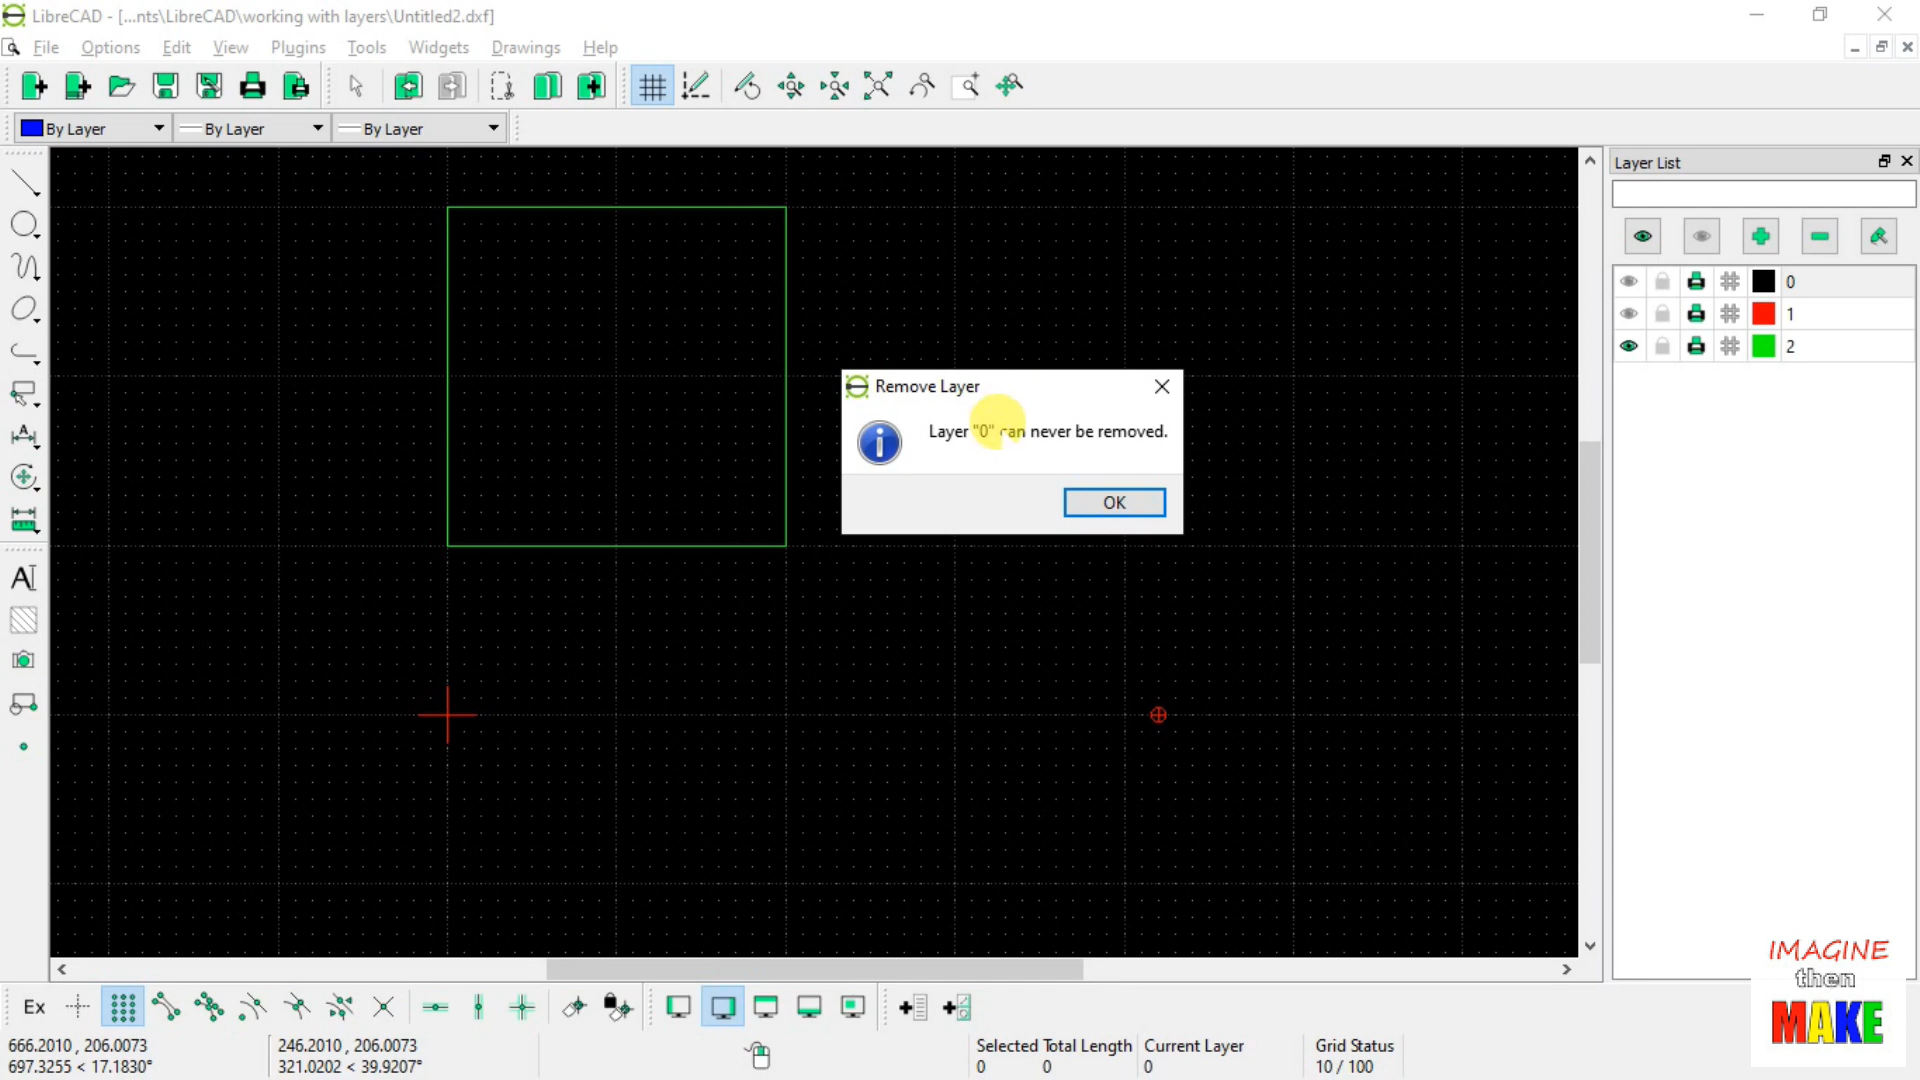 LibreCAD - [...nts\LibreCAD\working with layers\Untitled2.dxf]
File Options Edit View Plugins Tools Widgets Drawings Help
By Layer By Layer By Layer
Layer List
0
1
2
Remove Layer
Layer "0" can never be removed.
OK
A
A
IMAGINE
then
MAKE
Ex
666.2010 , 206.0073
697.3255 < 17.1830°
246.2010 , 206.0073
321.0202 < 39.9207°
Selected Total Length
0 0
Current Layer
0
Grid Status
10 / 100